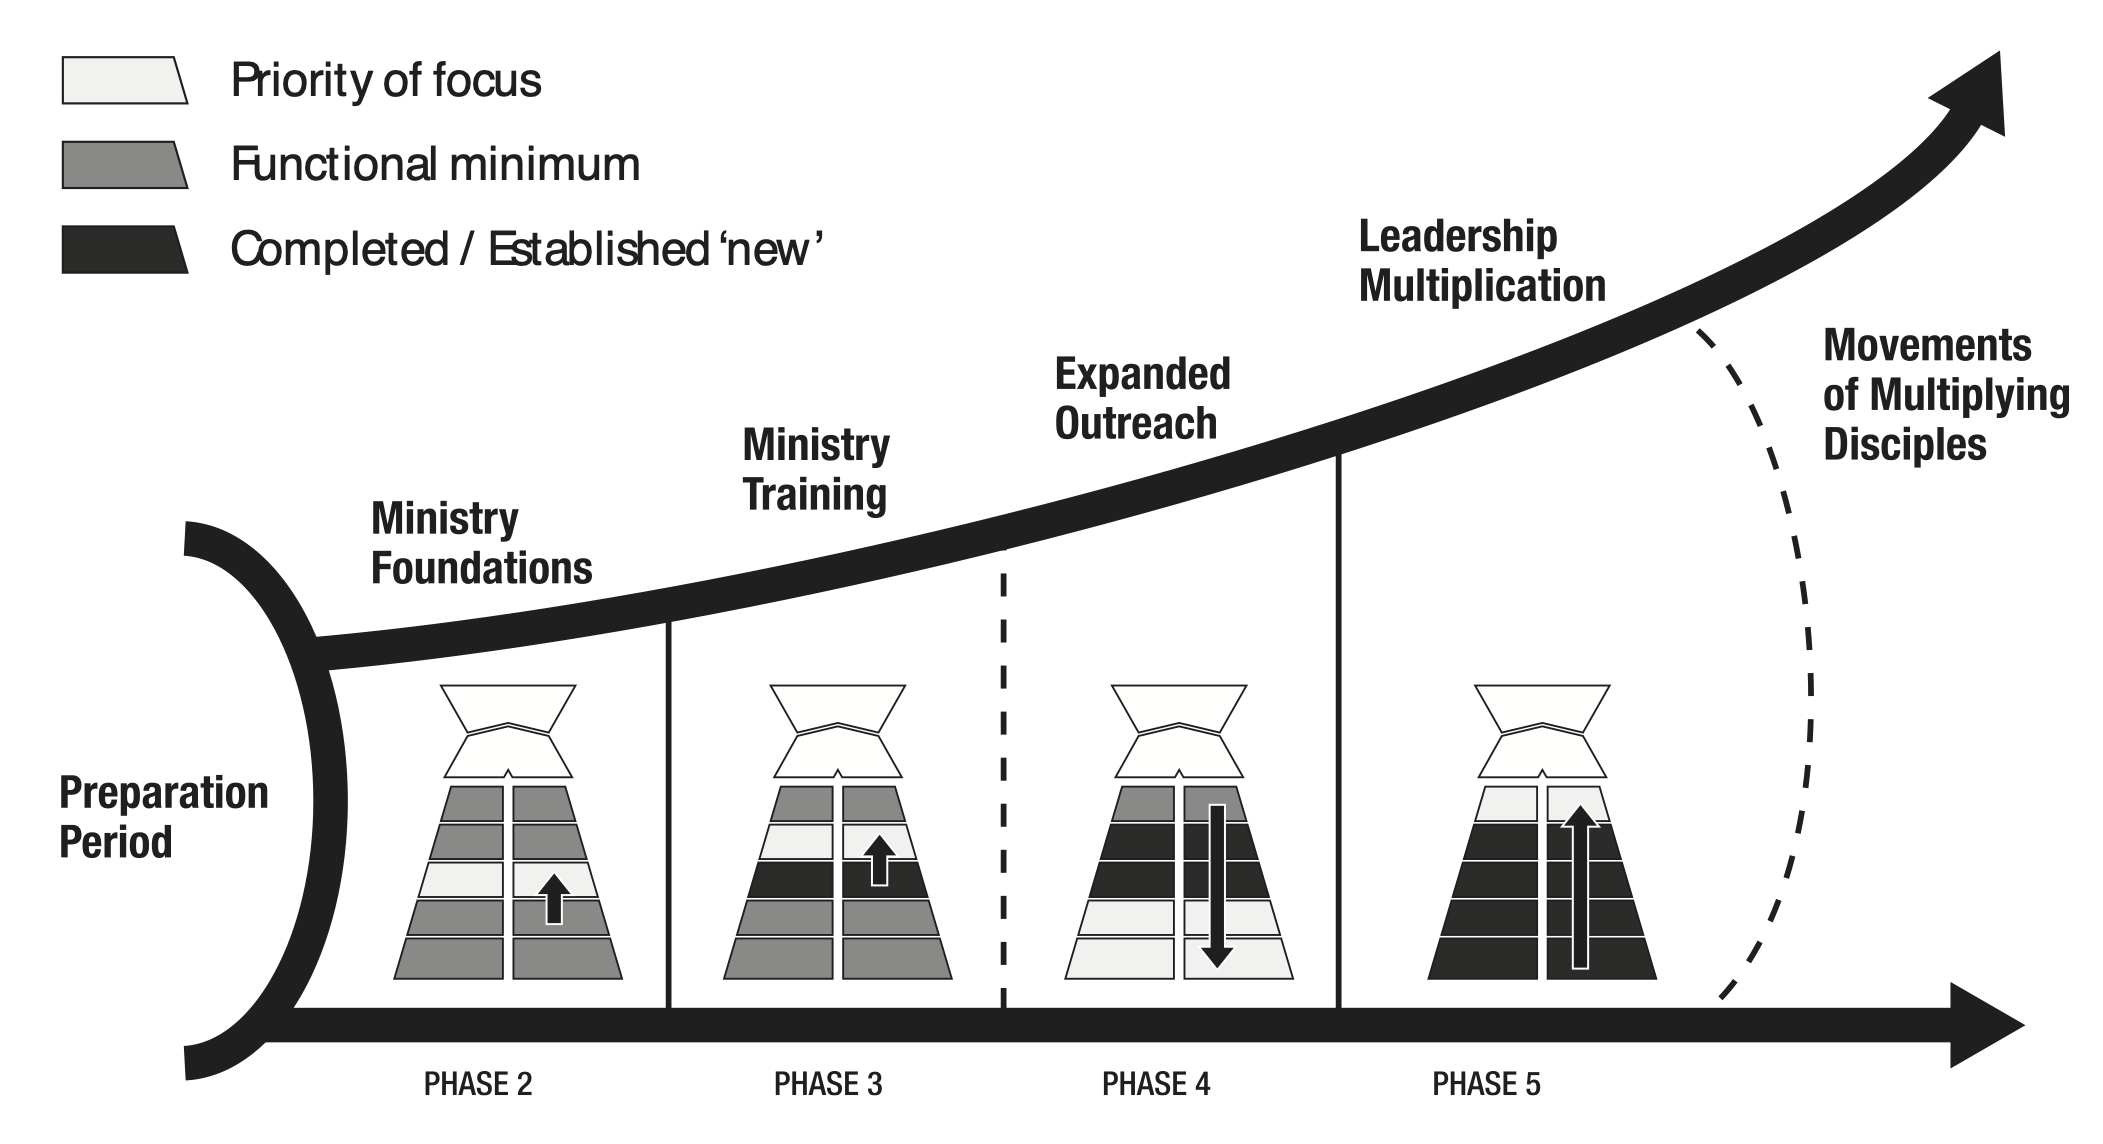 Priority of focus
Functional minimum
Completed / Established ‘new’
Leadership
Multiplication
Movements
of Multiplying
Disciples
Expanded
Outreach
Ministry
Training
Ministry
Foundations
Preparation
Period
PHASE 2
PHASE 3
PHASE 4
PHASE 5